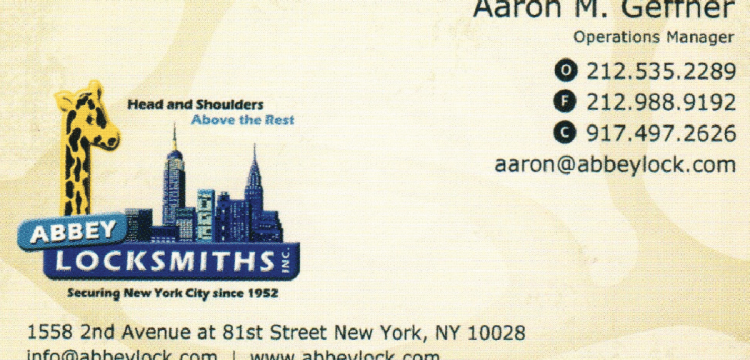 Aaron M. Geffner
Operations Manager
O 212.535.2289
F 212.988.9192
C 917.497.2626
aaron@abbeylock.com
Head and Shoulders
Above the Rest
ABBEY
LOCKSMITHS INC.
Securing New York City since 1952
1558 2nd Avenue at 81st Street New York, NY 10028
info@abbeylock.com | www.abbeylock.com